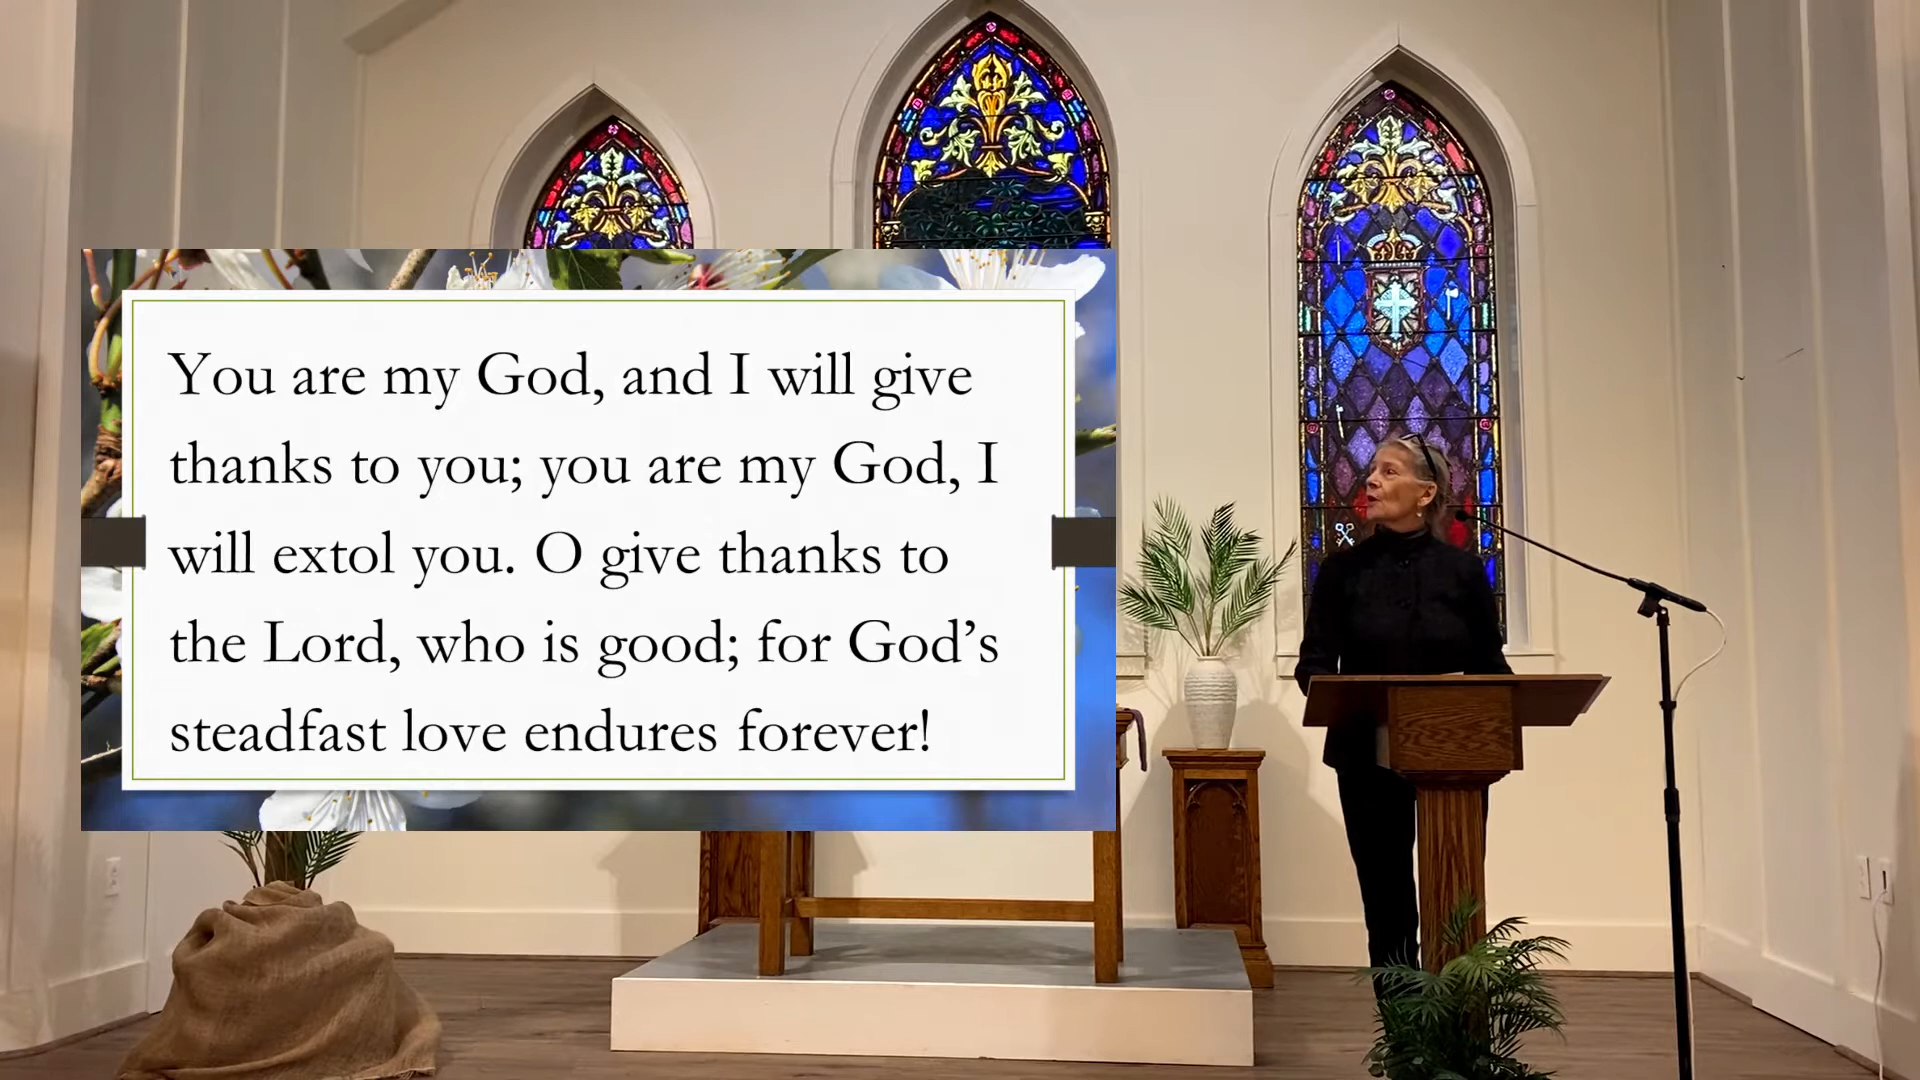 You are my God, and I will give
thanks to you; you are my God, I
will extol you. O give thanks to
the Lord, who is good; for God’s
steadfast love endures forever!